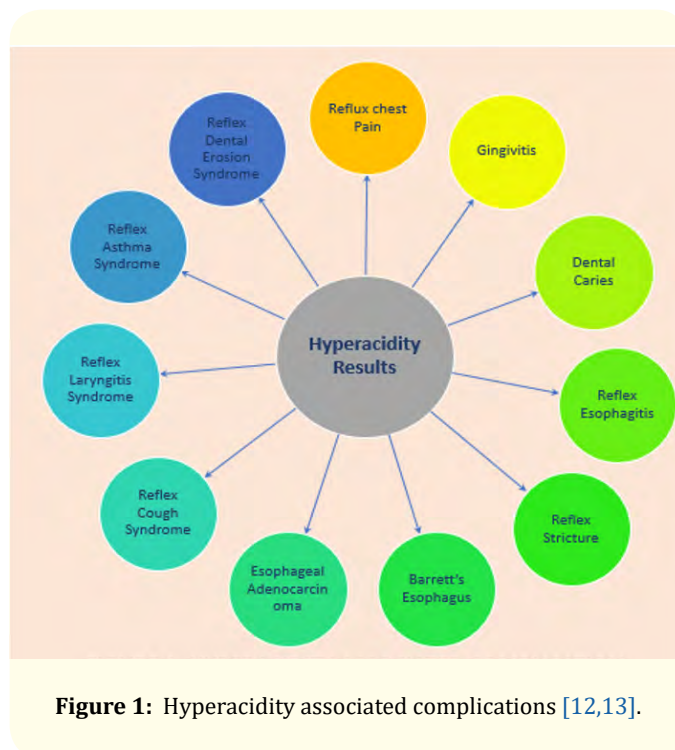 Reflux chest
Pain
Gingivitis
Dental
Caries
Reflex
Esophagitis
Reflex
Stricture
Barrett's
Esophagus
Esophageal
Adenocarcin
oma
Reflex
Cough
Syndrome
Reflex
Laryngitis
Syndrome
Reflex
Asthma
Syndrome
Reflex
Dental
Erosion
Syndrome
Hyperacidity
Results
Figure 1: Hyperacidity associated complications [12,13].